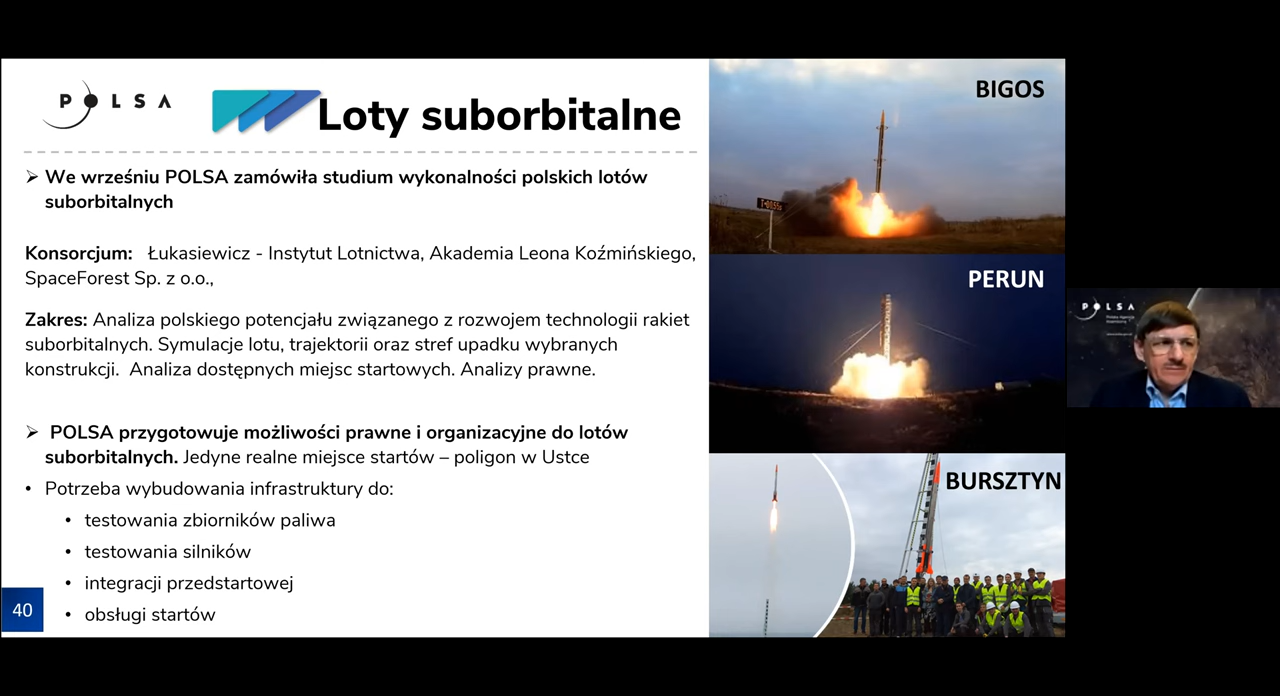 POLSA
Loty suborbitalne
➢ We wrześniu POLSA zamówiła studium wykonalności polskich lotów
suborbitalnych
Konsorcjum: Łukasiewicz - Instytut Lotnictwa, Akademia Leona Koźmińskiego,
SpaceForest Sp. z o.o.,
Zakres: Analiza polskiego potencjału związanego z rozwojem technologii rakiet
suborbitalnych. Symulacje lotu, trajektorii oraz stref upadku wybranych
konstrukcji. Analiza dostępnych miejsc startowych. Analizy prawne.
➢ POLSA przygotowuje możliwości prawne i organizacyjne do lotów
suborbitalnych. Jedyne realne miejsce startów – poligon w Ustce
• Potrzeba wybudowania infrastruktury do:
• testowania zbiorników paliwa
• testowania silników
• integracji przedstartowej
• obsługi startów
40
BIGOS
PERUN
BURSZTYN
POLSA